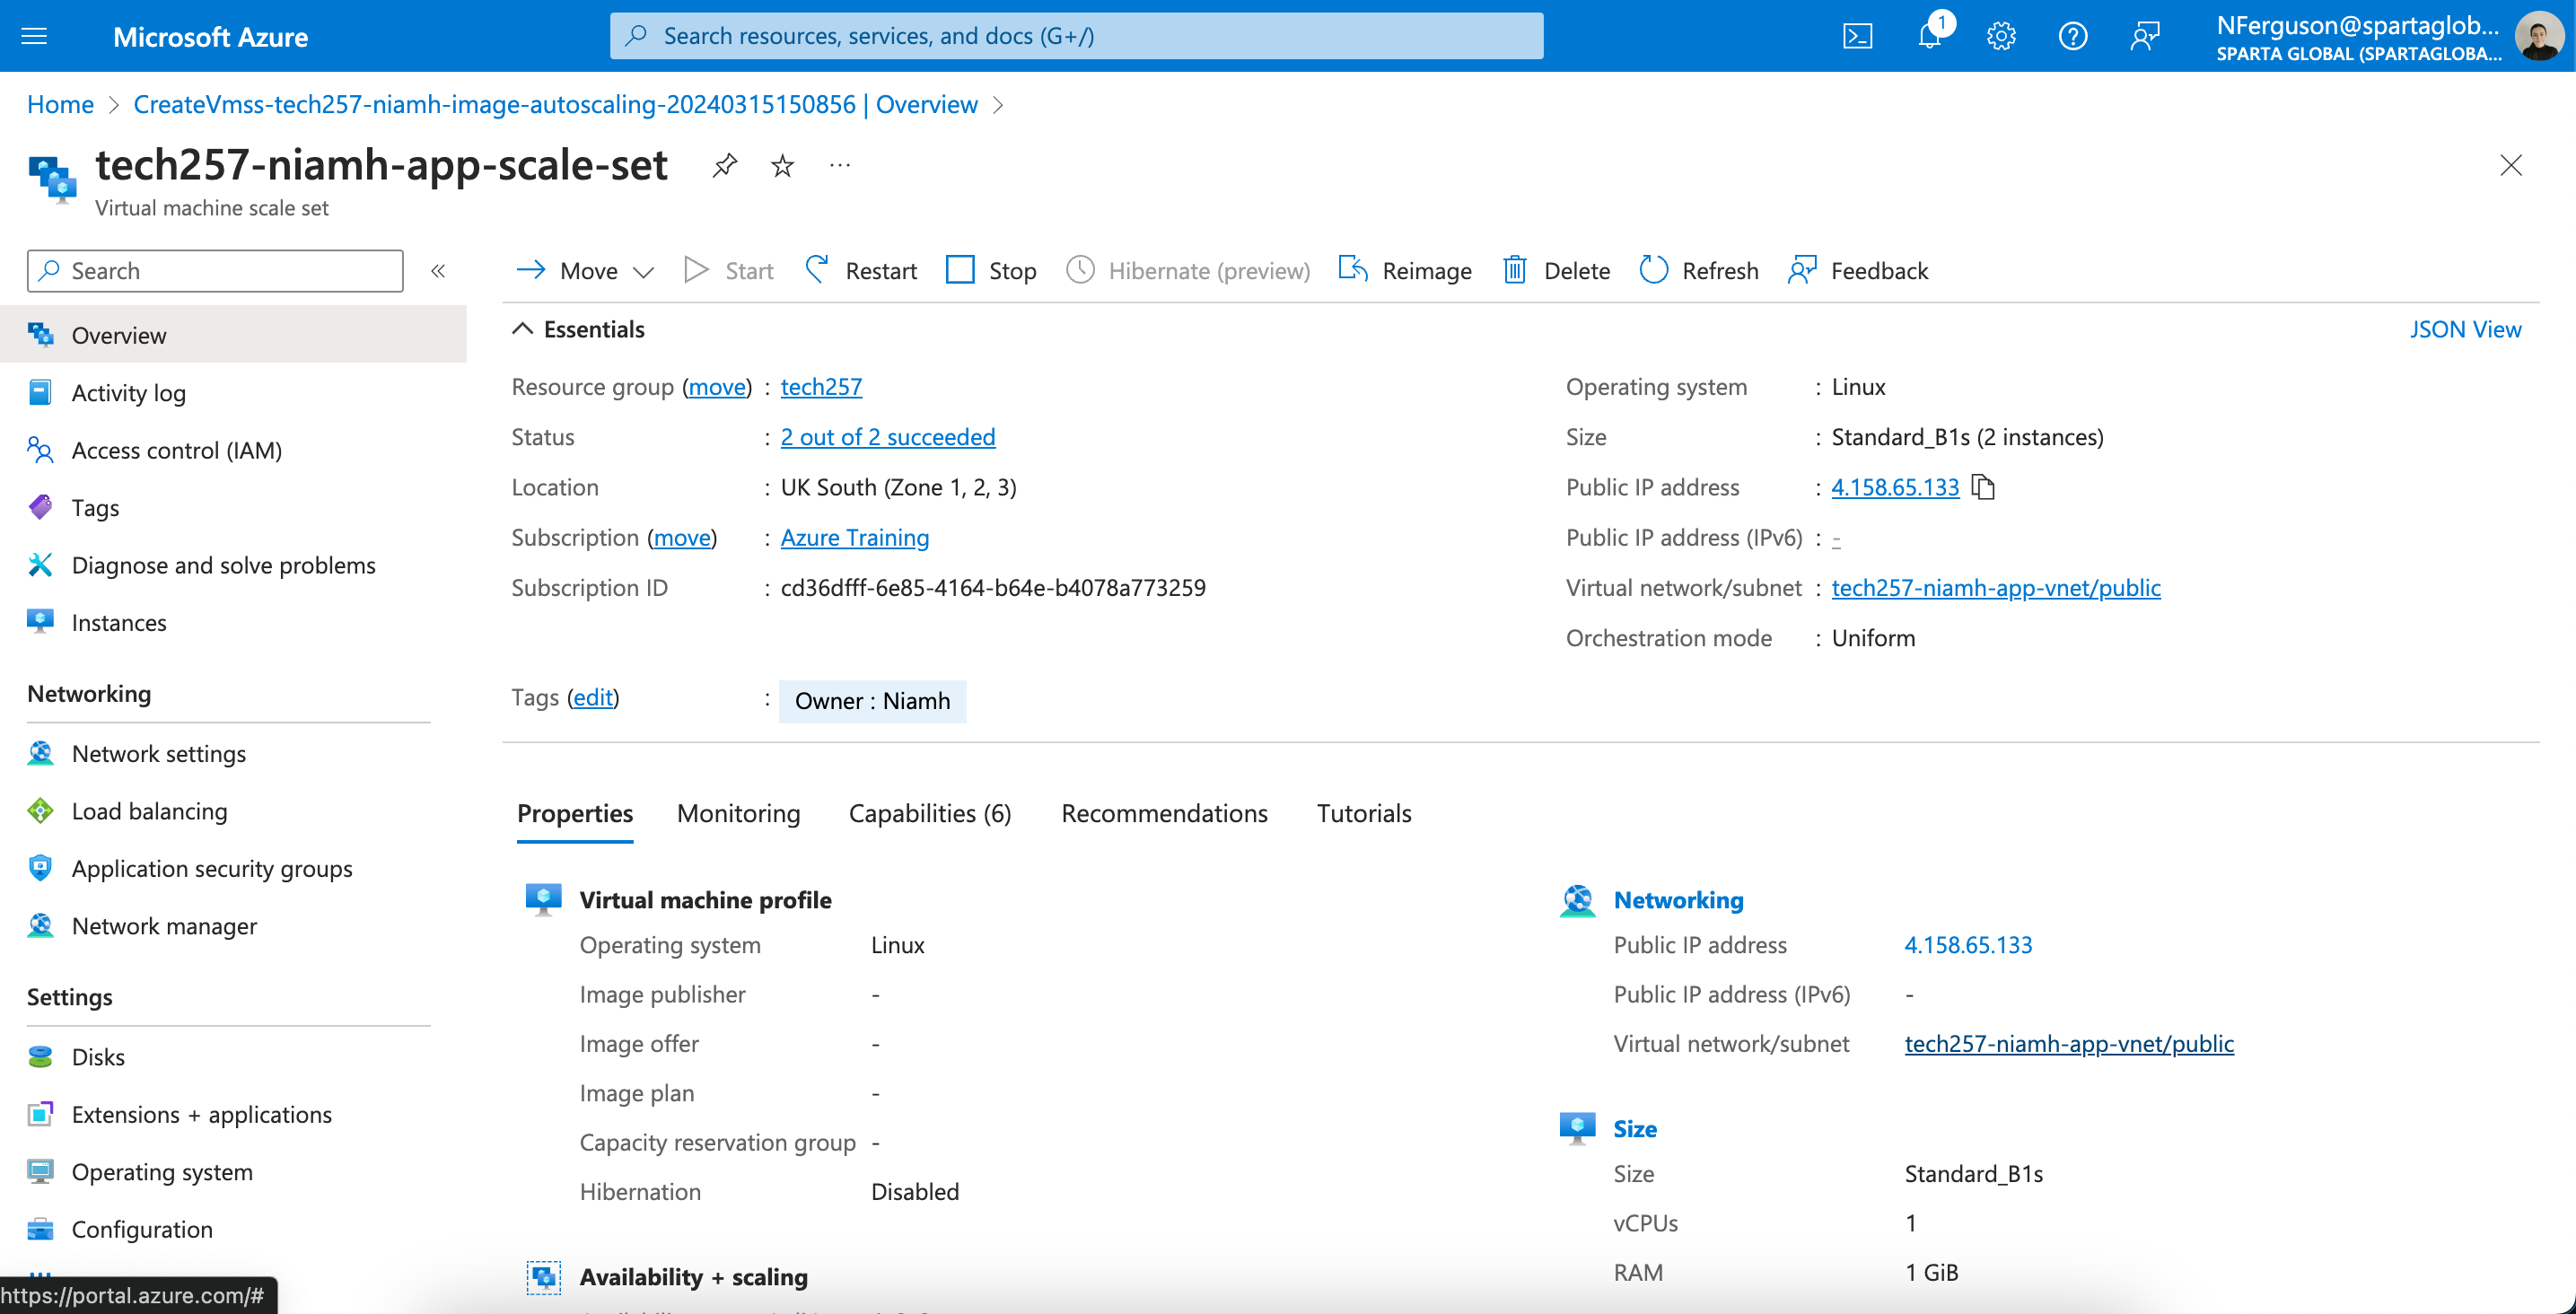 Microsoft Azure
Search resources, services, and docs (G+/)
1
NFerguson@spartaglob...
SPARTA GLOBAL (SPARTAGLOBA...
Home > CreateVmss-tech257-niamh-image-autoscaling-20240315150856 | Overview >
tech257-niamh-app-scale-set
Virtual machine scale set
Search
Move
Start
Restart
Stop
Hibernate (preview)
Reimage
Delete
Refresh
Feedback
Overview
Activity log
Access control (IAM)
Tags
Diagnose and solve problems
Instances
Networking
Network settings
Load balancing
Application security groups
Network manager
Settings
Disks
Extensions + applications
Operating system
Configuration
https://portal.azure.com/#
Essentials
JSON View
Resource group (move) : tech257
Status : 2 out of 2 succeeded
Location : UK South (Zone 1, 2, 3)
Subscription (move) : Azure Training
Subscription ID : cd36dfff-6e85-4164-b64e-b4078a773259
Operating system : Linux
Size : Standard_B1s (2 instances)
Public IP address : 4.158.65.133
Public IP address (IPv6) : -
Virtual network/subnet : tech257-niamh-app-vnet/public
Orchestration mode : Uniform
Tags (edit) : Owner : Niamh
Properties
Monitoring
Capabilities (6)
Recommendations
Tutorials
Virtual machine profile
Operating system Linux
Image publisher -
Image offer -
Image plan -
Capacity reservation group -
Hibernation Disabled
Availability + scaling
Networking
Public IP address 4.158.65.133
Public IP address (IPv6) -
Virtual network/subnet tech257-niamh-app-vnet/public
Size
Size Standard_B1s
vCPUs 1
RAM 1 GiB